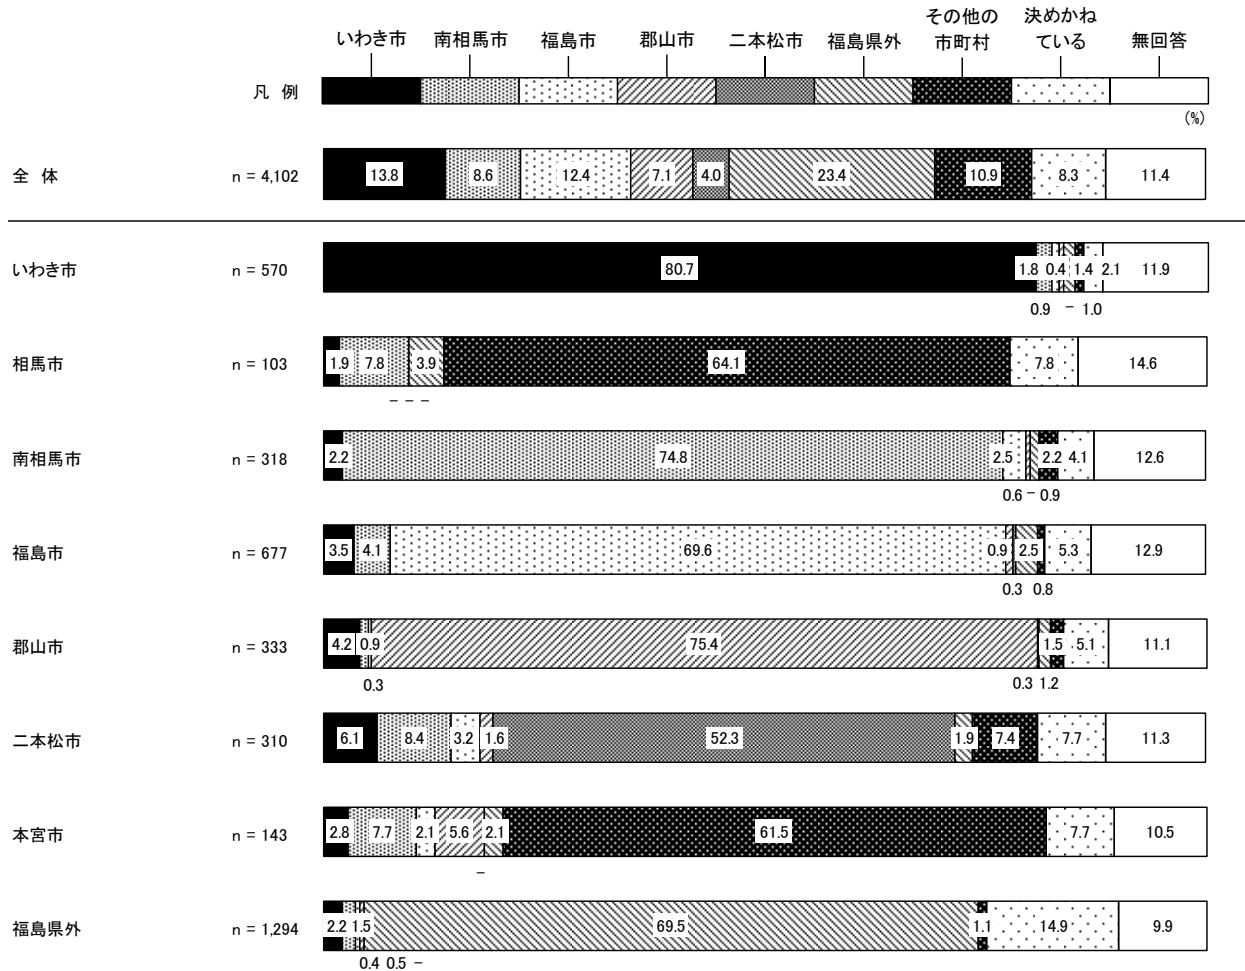 いわき市 南相馬市 福島市 郡山市 二本松市 福島県外 その他の市町村 決めかねている 無回答
凡 例
(%)
全 体 n = 4,102 13.8 8.6 12.4 7.1 4.0 23.4 10.9 8.3 11.4
いわき市 n = 570 80.7 1.8 0.4 1.4 2.1 11.9
0.9 − 1.0
相馬市 n = 103 1.9 7.8 3.9 64.1 7.8 14.6
− − −
南相馬市 n = 318 2.2 74.8 2.5 2.2 4.1 12.6
0.6 − 0.9
福島市 n = 677 3.5 4.1 69.6 0.9 2.5 5.3 12.9
0.3 0.8
郡山市 n = 333 4.2 0.9 75.4 1.5 5.1 11.1
0.3 0.3 1.2
二本松市 n = 310 6.1 8.4 3.2 1.6 52.3 1.9 7.4 7.7 11.3
本宮市 n = 143 2.8 7.7 2.1 5.6 2.1 61.5 7.7 10.5
−
福島県外 n = 1,294 2.2 1.5 69.5 1.1 14.9 9.9
0.4 0.5 −